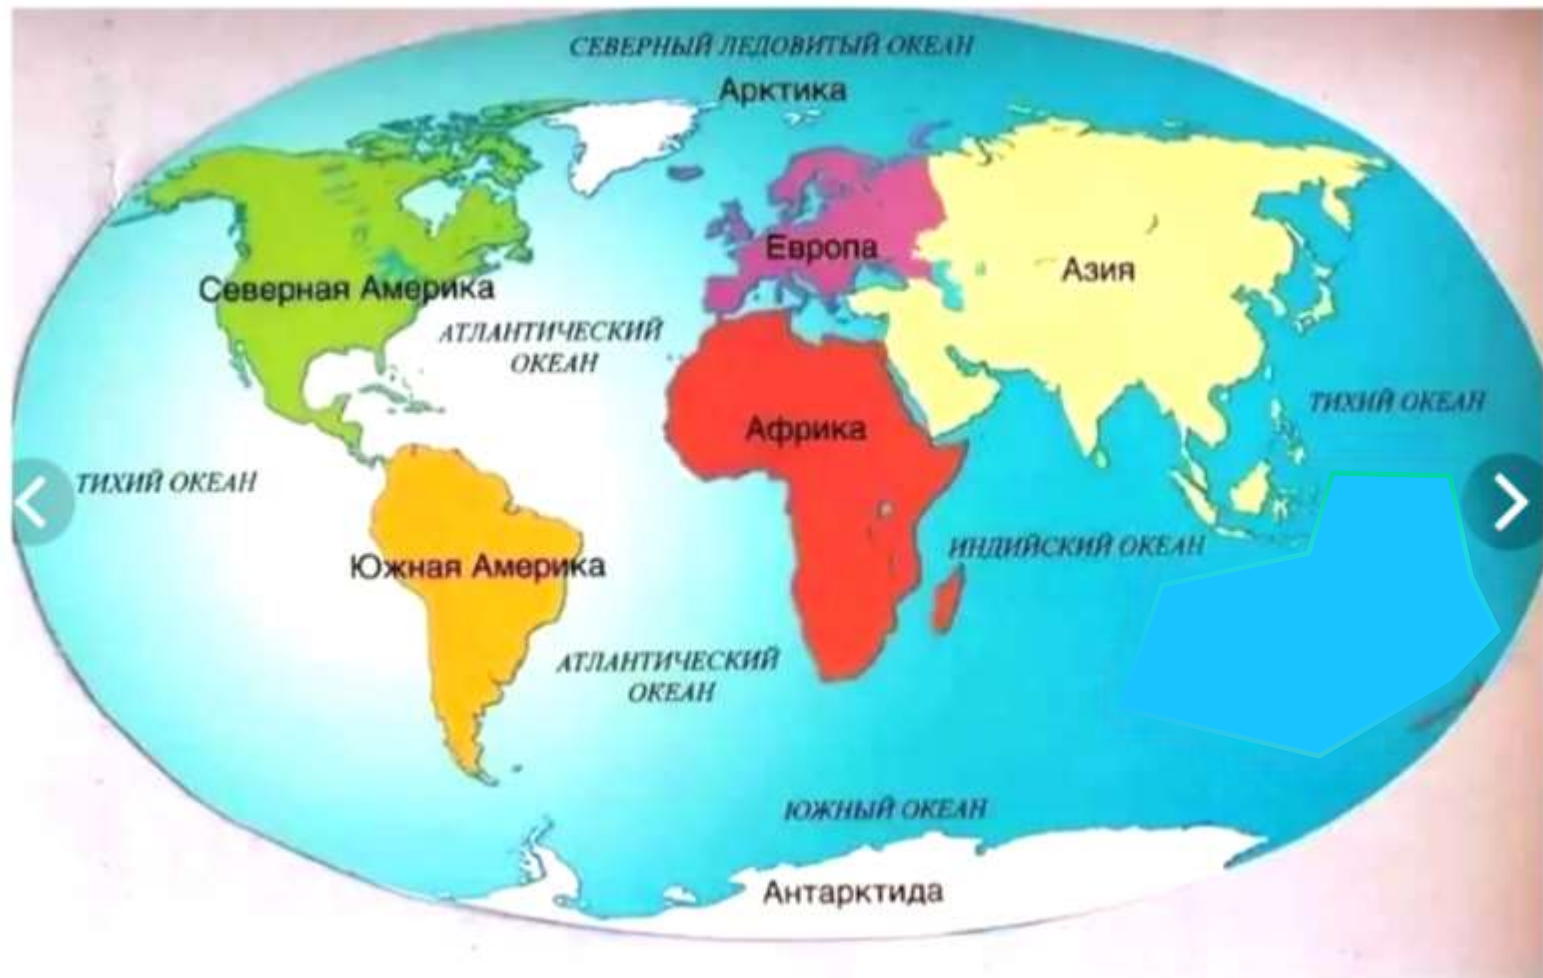 СЕВЕРНЫЙ ЛЕДОВИТЫЙ ОКЕАН
Арктика
Европа
Азия
Северная Америка
АТЛАНТИЧЕСКИЙ
ОКЕАН
ТИХИЙ ОКЕАН
Африка
ТИХИЙ ОКЕАН
ИНДИЙСКИЙ ОКЕАН
Южная Америка
АТЛАНТИЧЕСКИЙ
ОКЕАН
ЮЖНЫЙ ОКЕАН
Антарктида